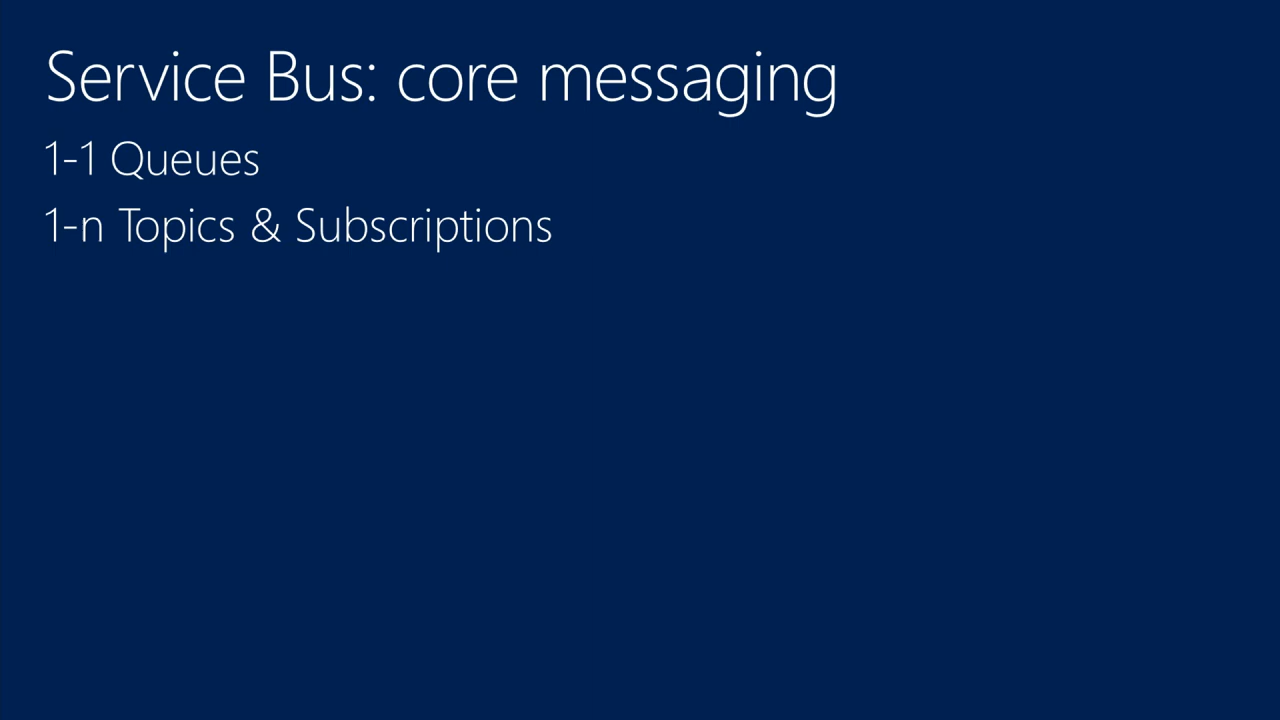 Service Bus: core messaging
1-1 Queues
1-n Topics & Subscriptions